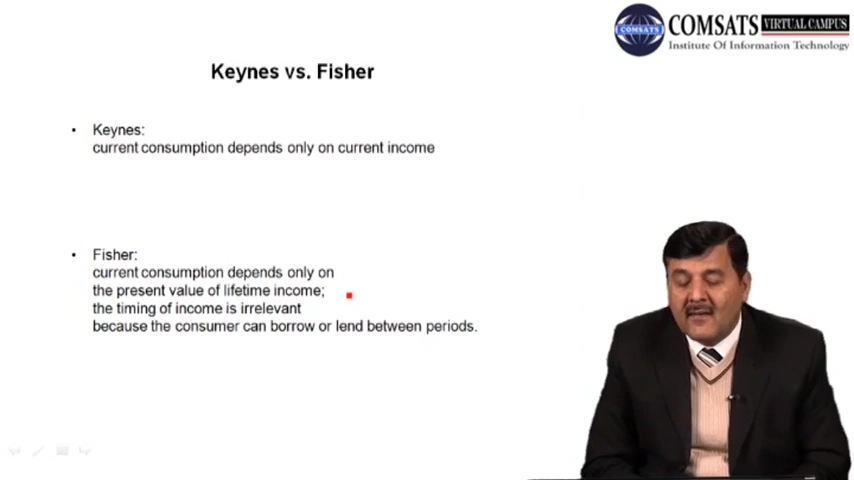 COMSATS VIRTUAL CAMPUS
COMSATS
Institute Of Information Technology
Keynes vs. Fisher
• Keynes:
current consumption depends only on current income
• Fisher:
current consumption depends only on
the present value of lifetime income;
the timing of income is irrelevant
because the consumer can borrow or lend between periods.